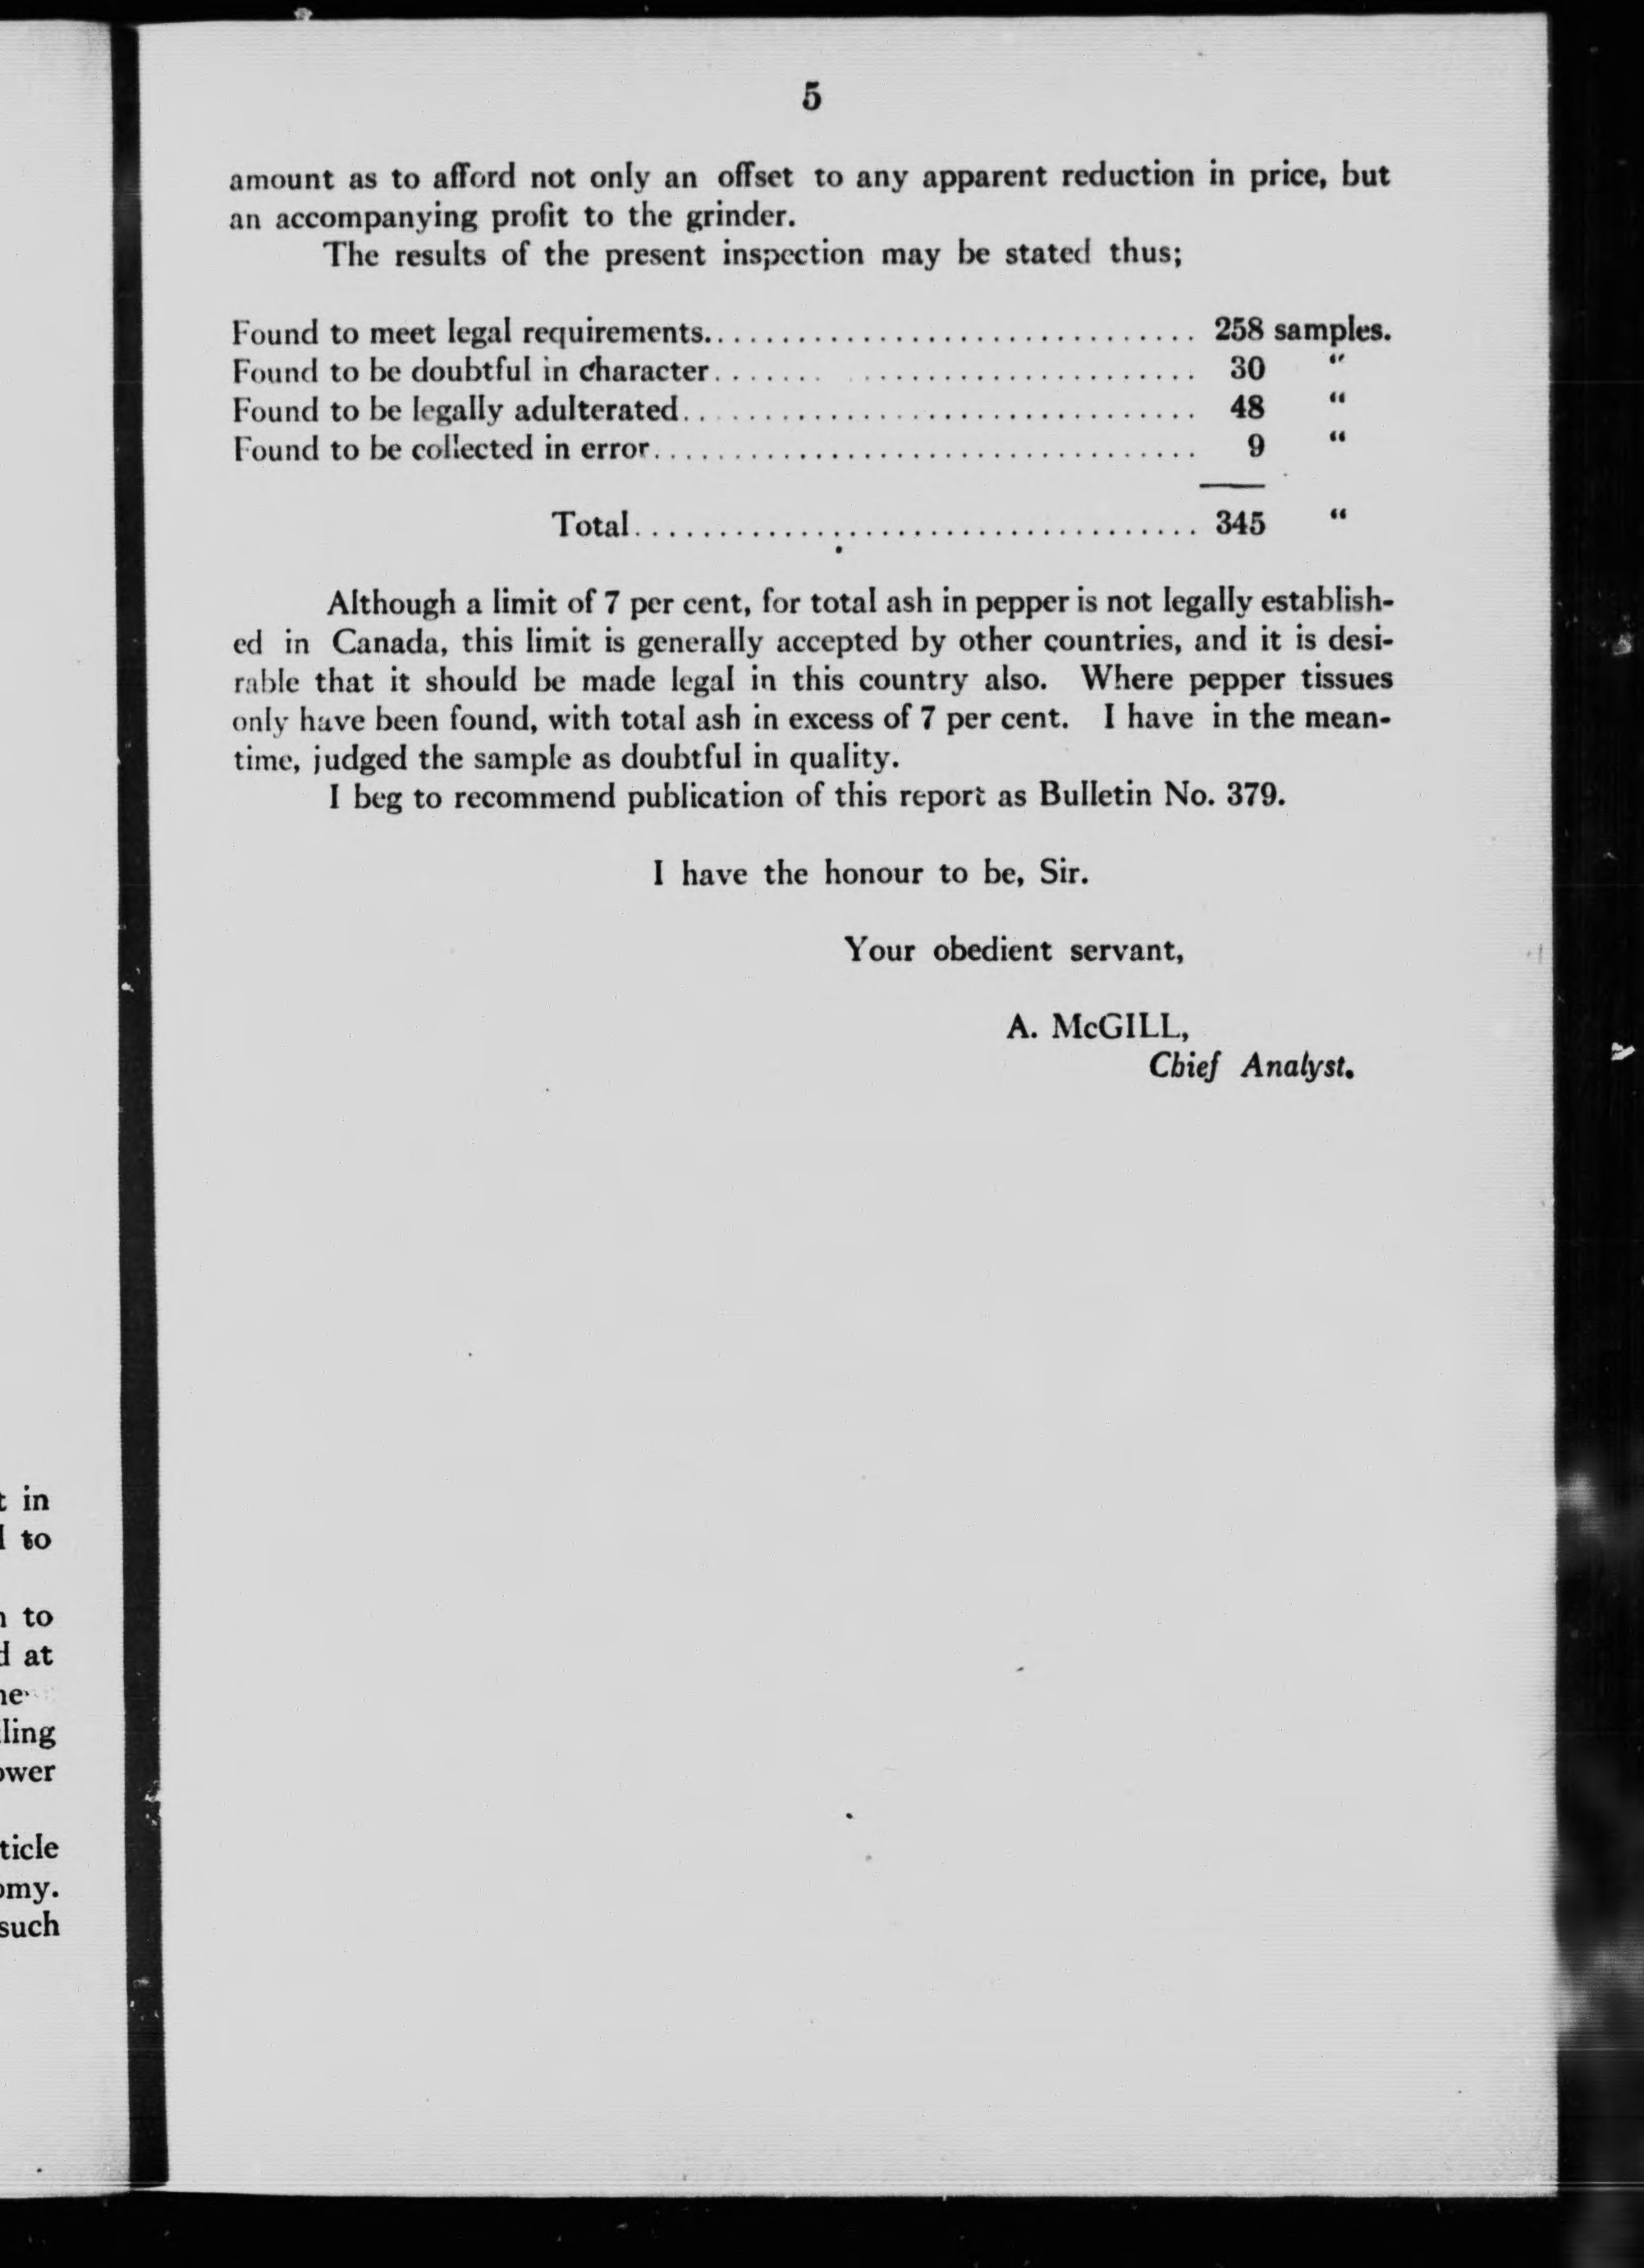 5
amount as to afford not only an offset to any apparent reduction in price, but
an accompanying profit to the grinder.
The results of the present inspection may be stated thus;
Found to meet legal requirements................................ 258 samples.
Found to be doubtful in character................................ 30 "
Found to be legally adulterated................................ 48 "
Found to be collected in error................................ 9 "
Total................................ 345 "
Although a limit of 7 per cent, for total ash in pepper is not legally establish-
ed in Canada, this limit is generally accepted by other countries, and it is desi-
rable that it should be made legal in this country also. Where pepper tissues
only have been found, with total ash in excess of 7 per cent. I have in the mean-
time, judged the sample as doubtful in quality.
I beg to recommend publication of this report as Bulletin No. 379.
I have the honour to be, Sir.
Your obedient servant,
A. McGILL,
Chief Analyst.
in
to
to
at
ling
ower
ticle
omy.
such